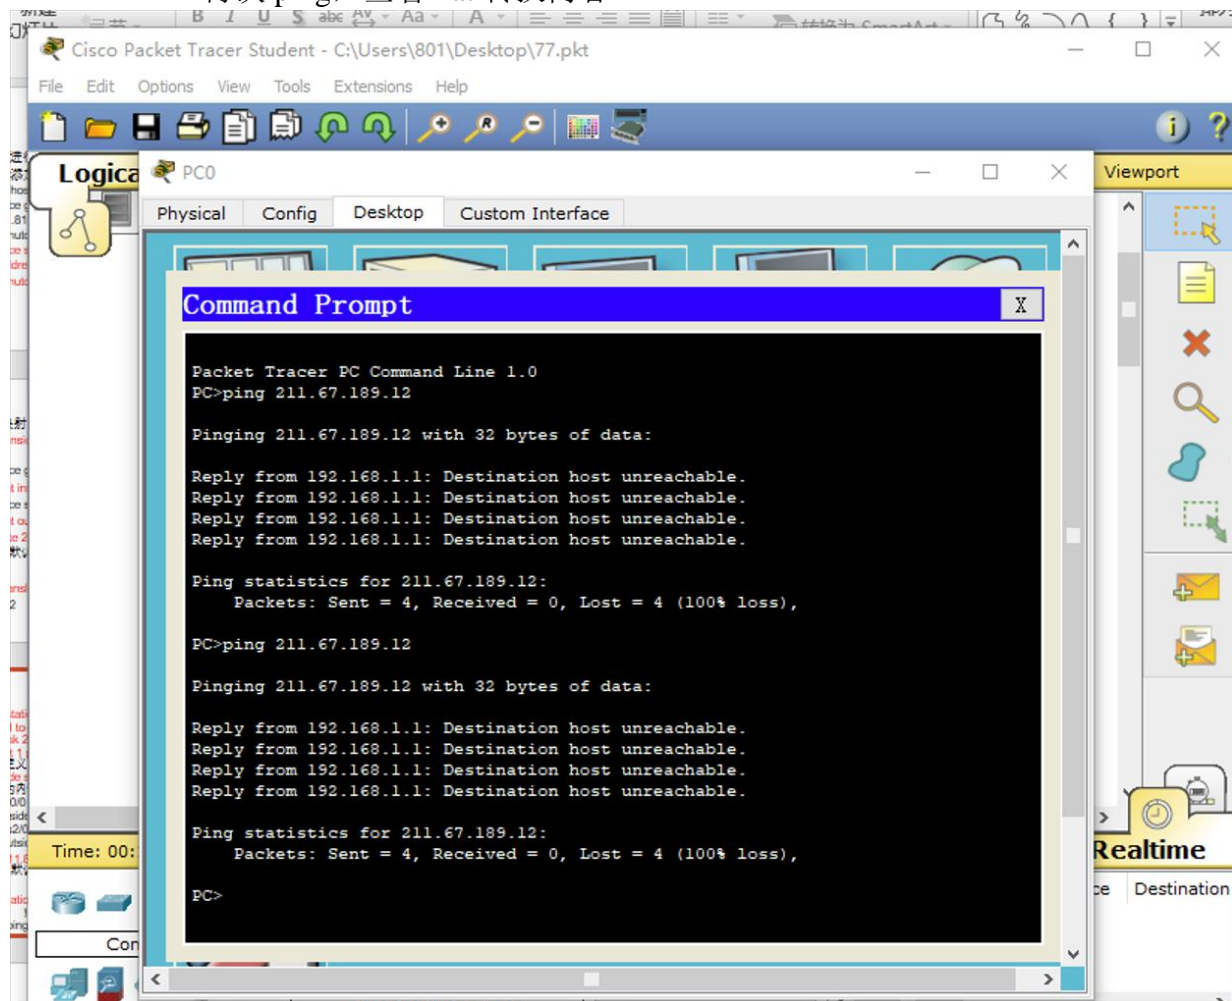 再次 ping，查看
Cisco Packet Tracer Student - C:\Users\801\Desktop\77.pkt
File Edit Options View Tools Extensions Help
PC0
Viewport
Physical Config Desktop Custom Interface
Command Prompt
X
Packet Tracer PC Command Line 1.0
PC>ping 211.67.189.12
Pinging 211.67.189.12 with 32 bytes of data:
Reply from 192.168.1.1: Destination host unreachable.
Reply from 192.168.1.1: Destination host unreachable.
Reply from 192.168.1.1: Destination host unreachable.
Reply from 192.168.1.1: Destination host unreachable.
Ping statistics for 211.67.189.12:
Packets: Sent = 4, Received = 0, Lost = 4 (100% loss),
PC>ping 211.67.189.12
Pinging 211.67.189.12 with 32 bytes of data:
Reply from 192.168.1.1: Destination host unreachable.
Reply from 192.168.1.1: Destination host unreachable.
Reply from 192.168.1.1: Destination host unreachable.
Reply from 192.168.1.1: Destination host unreachable.
Ping statistics for 211.67.189.12:
Packets: Sent = 4, Received = 0, Lost = 4 (100% loss),
PC>
Time: 00:
Realtime
Destination